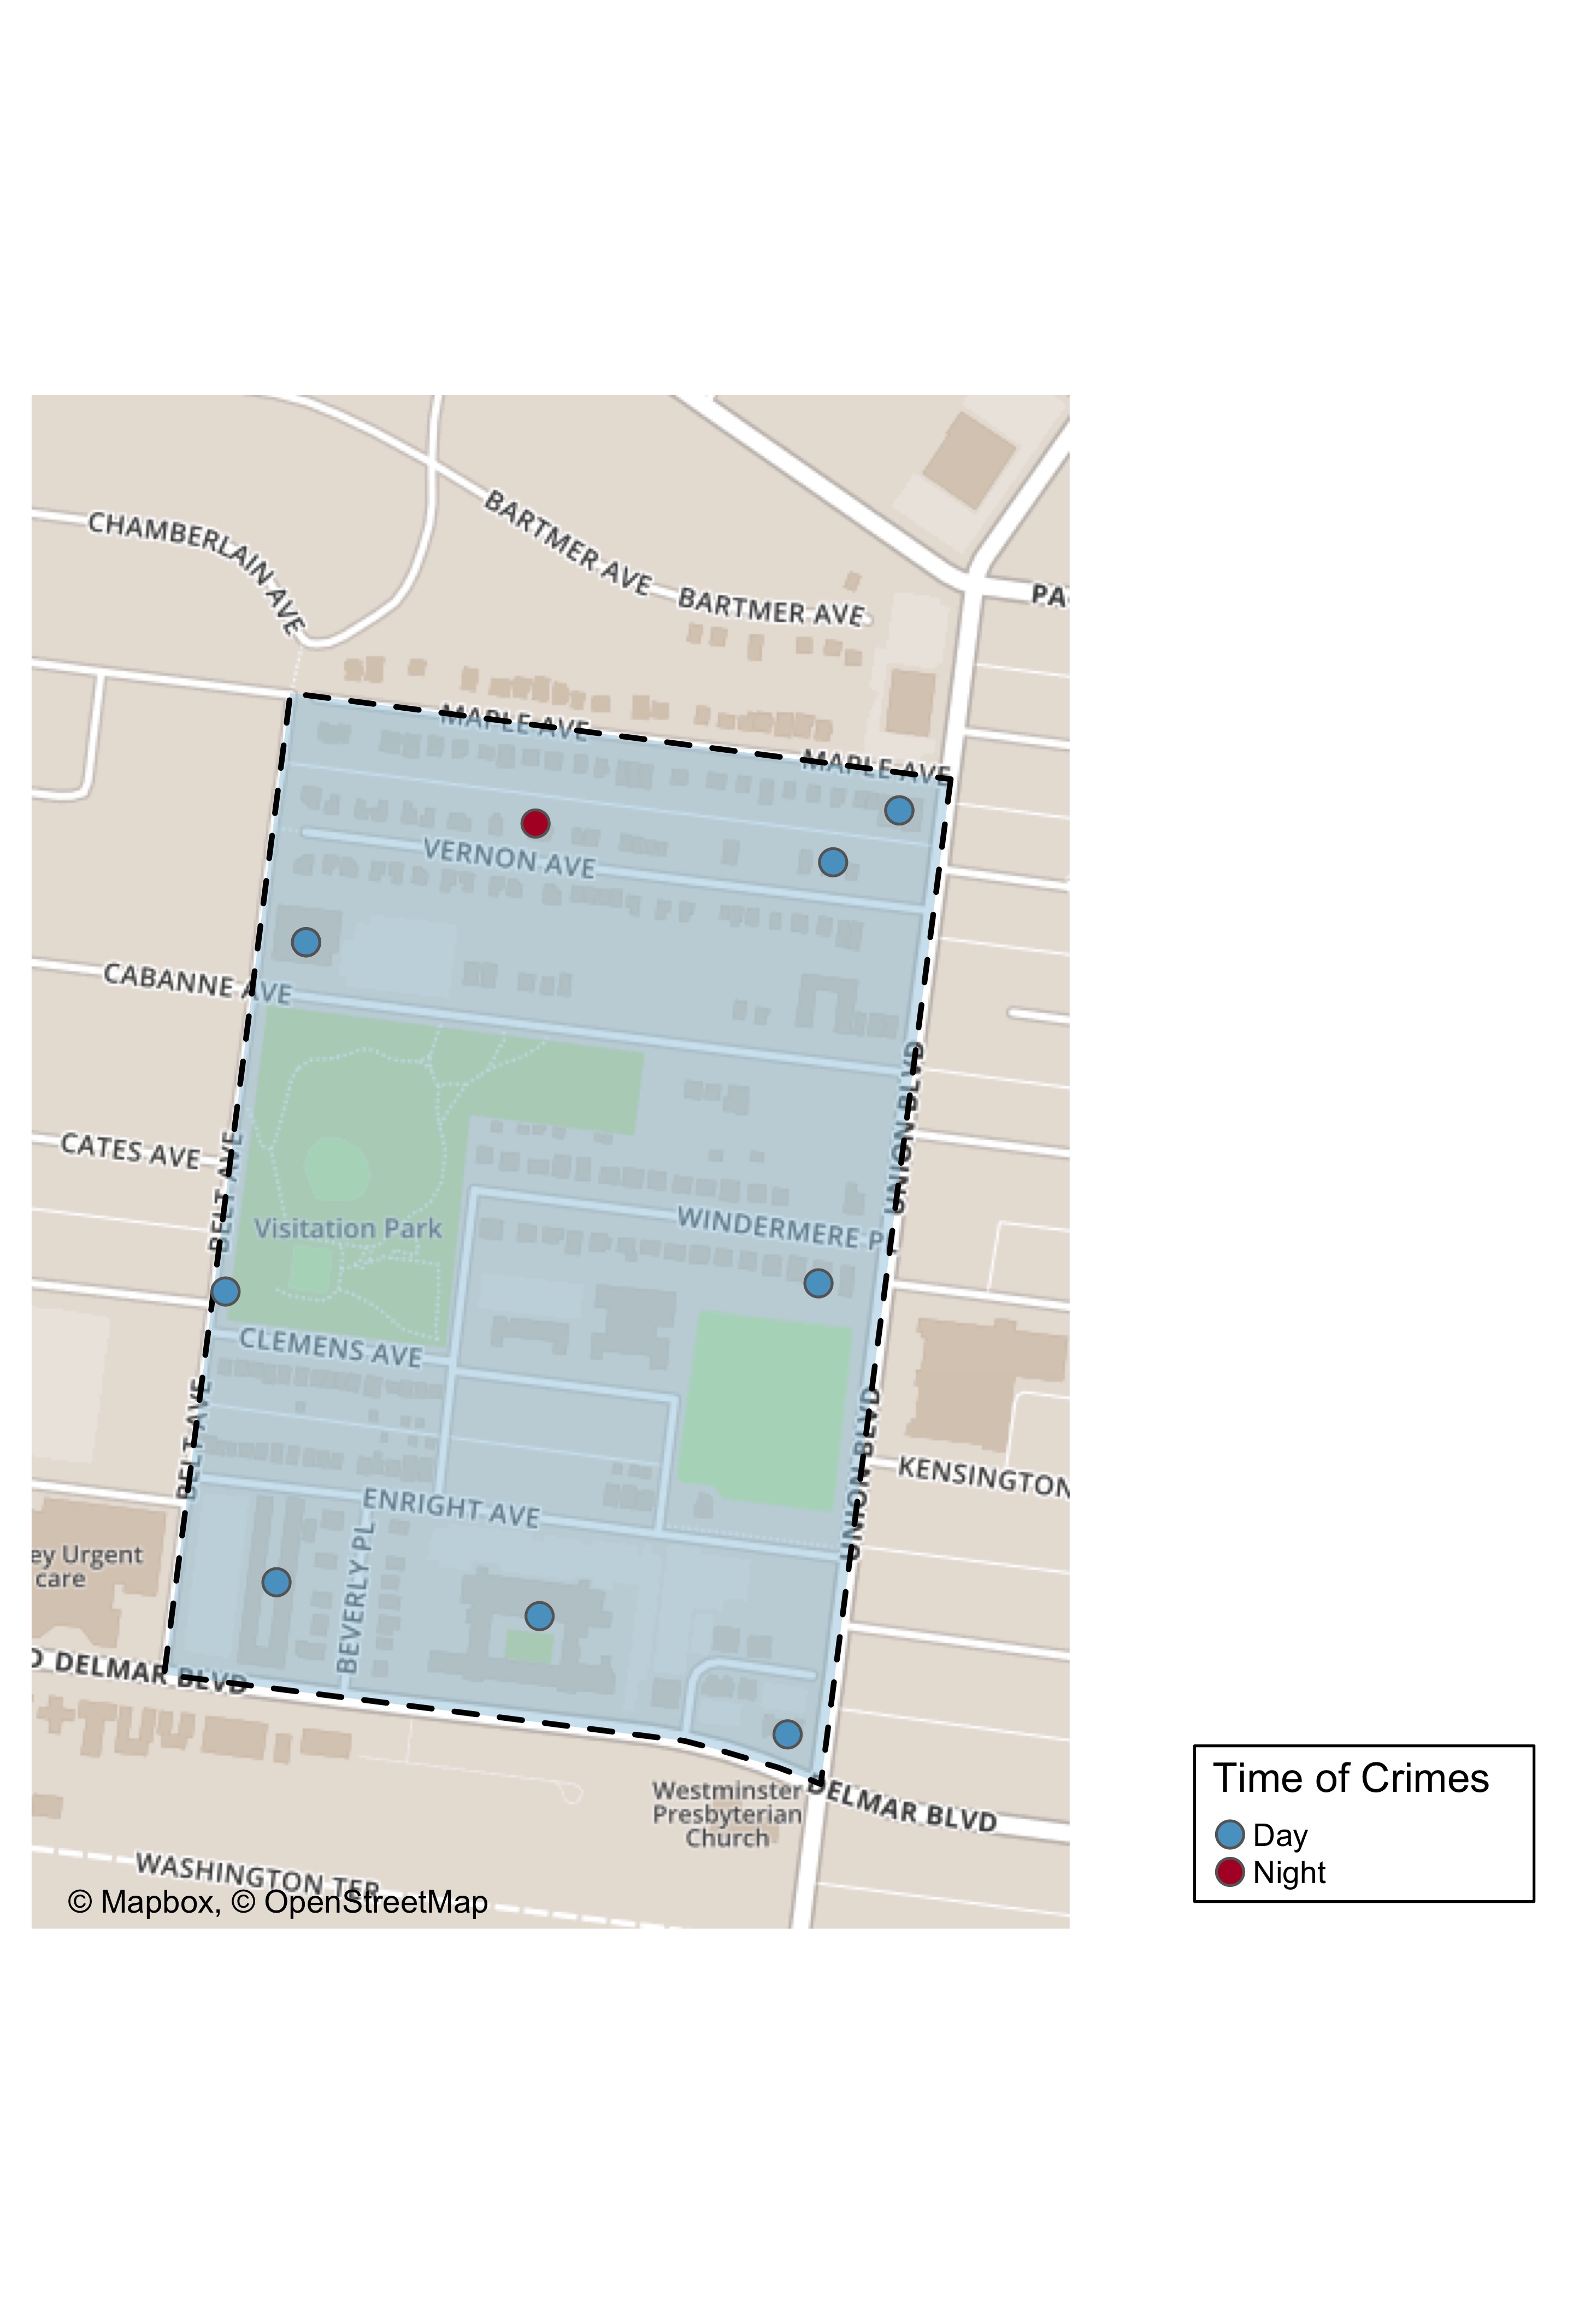 CHAMBERLAIN AVE
BARTMER AVE
BARTMER AVE
MAPLE AVE
MAPLE AVE
VERNON AVE
CABANNE AVE
UNION BLVD
CATES AVE
BELT AVE
Visitation Park
WINDERMERE
CLEMENS AVE
BELT AVE
UNION BLVD
KENSINGTON
ENRIGHT AVE
ey Urgent
care
BEVERLY PL
DELMAR BLVD
Westminster
Presbyterian
Church
DELMAR BLVD
WASHINGTON TER
© Mapbox, © OpenStreetMap
Time of Crimes
Day
Night